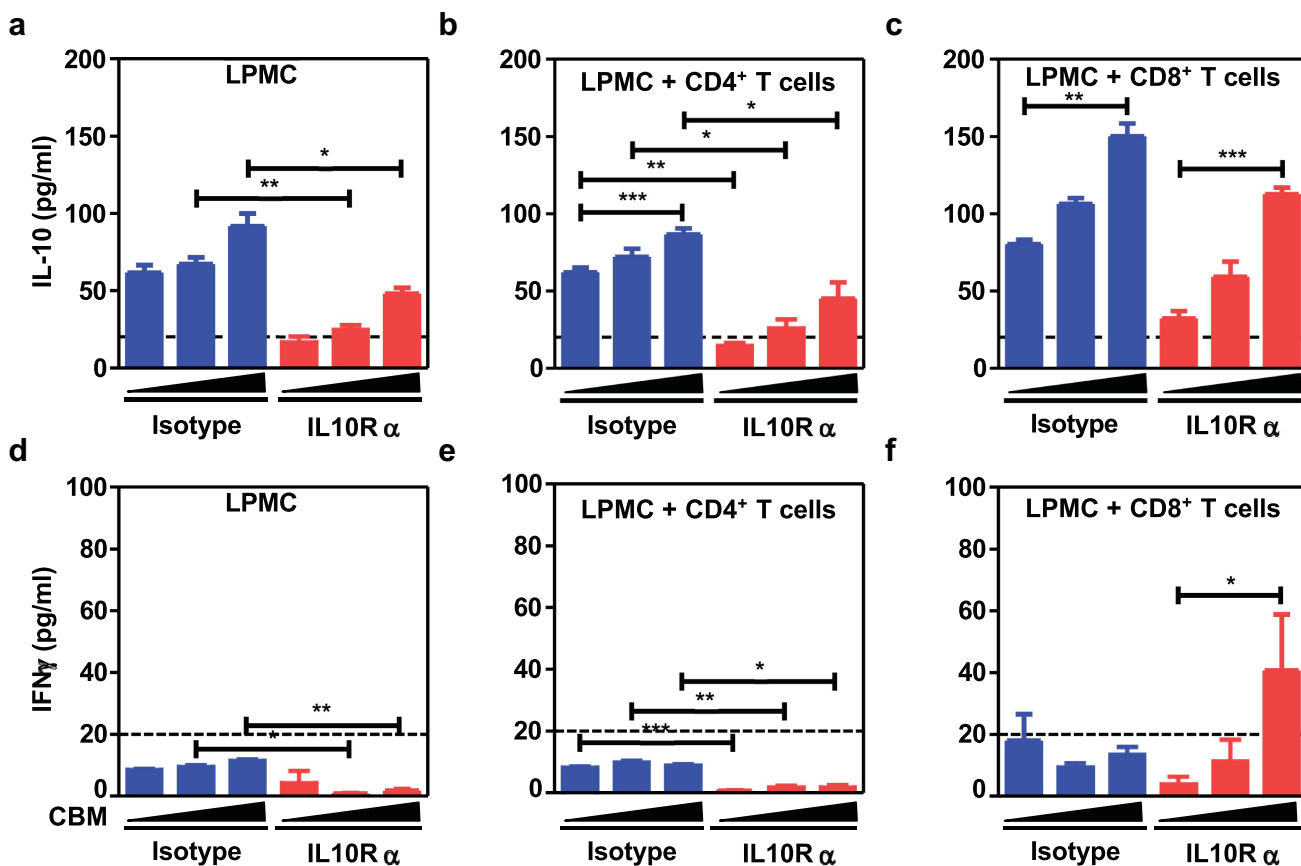 a
200
150
100
50
0
IL-10 (pg/ml)
LPMC
**
*
Isotype
IL10R α
b
200
150
100
50
0
LPMC + CD4+ T cells
*
*
**
***
Isotype
IL10R α
c
200
150
100
50
0
LPMC + CD8+ T cells
**
***
Isotype
IL10R α
d
100
80
60
40
20
0
IFNγ (pg/ml)
LPMC
**
*
CBM
Isotype
IL10R α
e
100
80
60
40
20
0
LPMC + CD4+ T cells
*
**
***
Isotype
IL10R α
f
100
80
60
40
20
0
LPMC + CD8+ T cells
*
Isotype
IL10R α